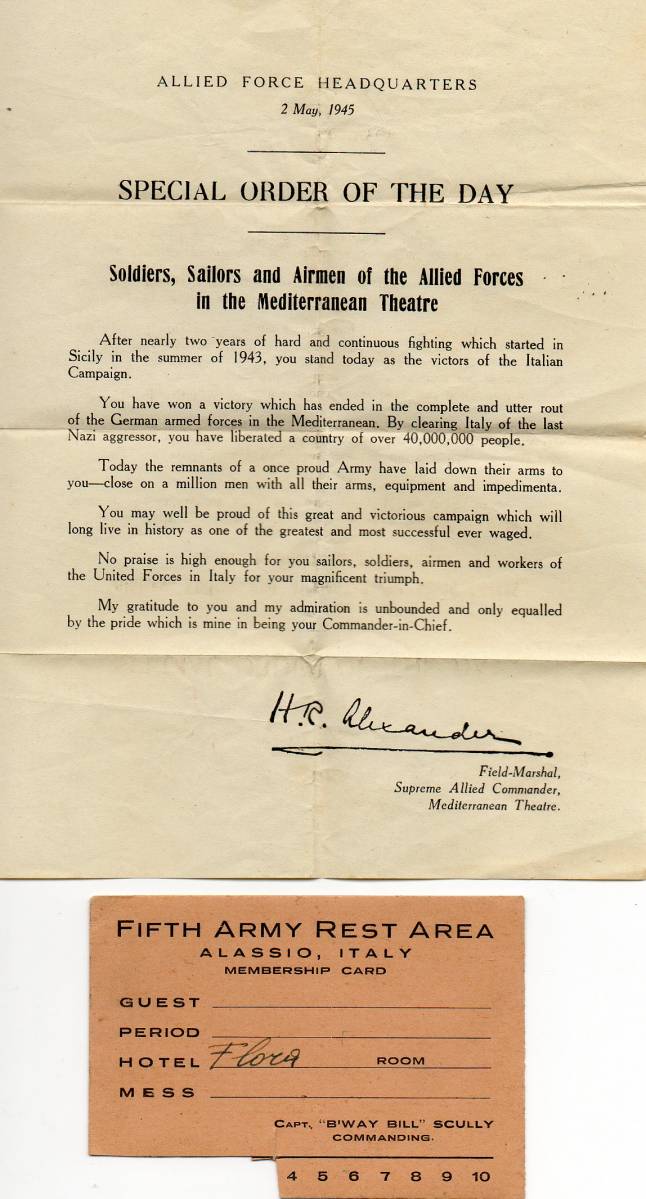 ALLIED FORCE HEADQUARTERS
2 May, 1945
SPECIAL ORDER OF THE DAY
Soldiers, Sailors and Airmen of the Allied Forces
in the Mediterranean Theatre
After nearly two years of hard and continuous fighting which started in
Sicily in the summer of 1943, you stand today as the victors of the Italian
Campaign.
You have won a victory which has ended in the complete and utter rout
of the German armed forces in the Mediterranean. By clearing Italy of the last
Nazi aggressor, you have liberated a country of over 40,000,000 people.
Today the remnants of a once proud Army have laid down their arms to
you—close on a million men with all their arms, equipment and impedimenta.
You may well be proud of this great and victorious campaign which will
long live in history as one of the greatest and most successful ever waged.
No praise is high enough for you sailors, soldiers, airmen and workers of
the United Forces in Italy for your magnificent triumph.
My gratitude to you and my admiration is unbounded and only equalled
by the pride which is mine in being your Commander-in-Chief.
H.R. Alexander
Field-Marshal,
Supreme Allied Commander,
Mediterranean Theatre.
FIFTH ARMY REST AREA
ALASSIO, ITALY
MEMBERSHIP CARD
GUEST
PERIOD
HOTEL Flora ROOM
MESS
CAPT. "B'WAY BILL" SCULLY
COMMANDING.
4 5 6 7 8 9 10